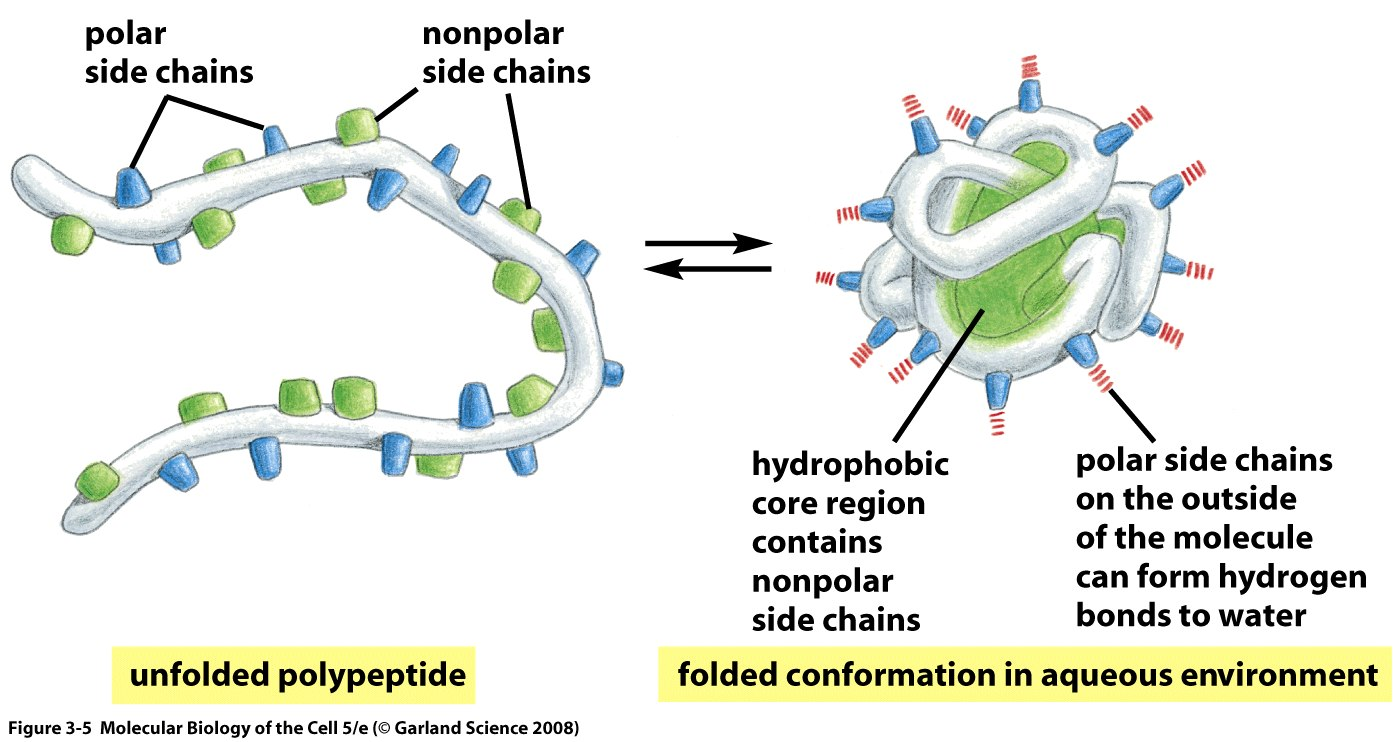 polar
side chains
nonpolar
side chains
hydrophobic
core region
contains
nonpolar
side chains
polar side chains
on the outside
of the molecule
can form hydrogen
bonds to water
unfolded polypeptide
folded conformation in aqueous environment
Figure 3-5 Molecular Biology of the Cell 5/e (© Garland Science 2008)